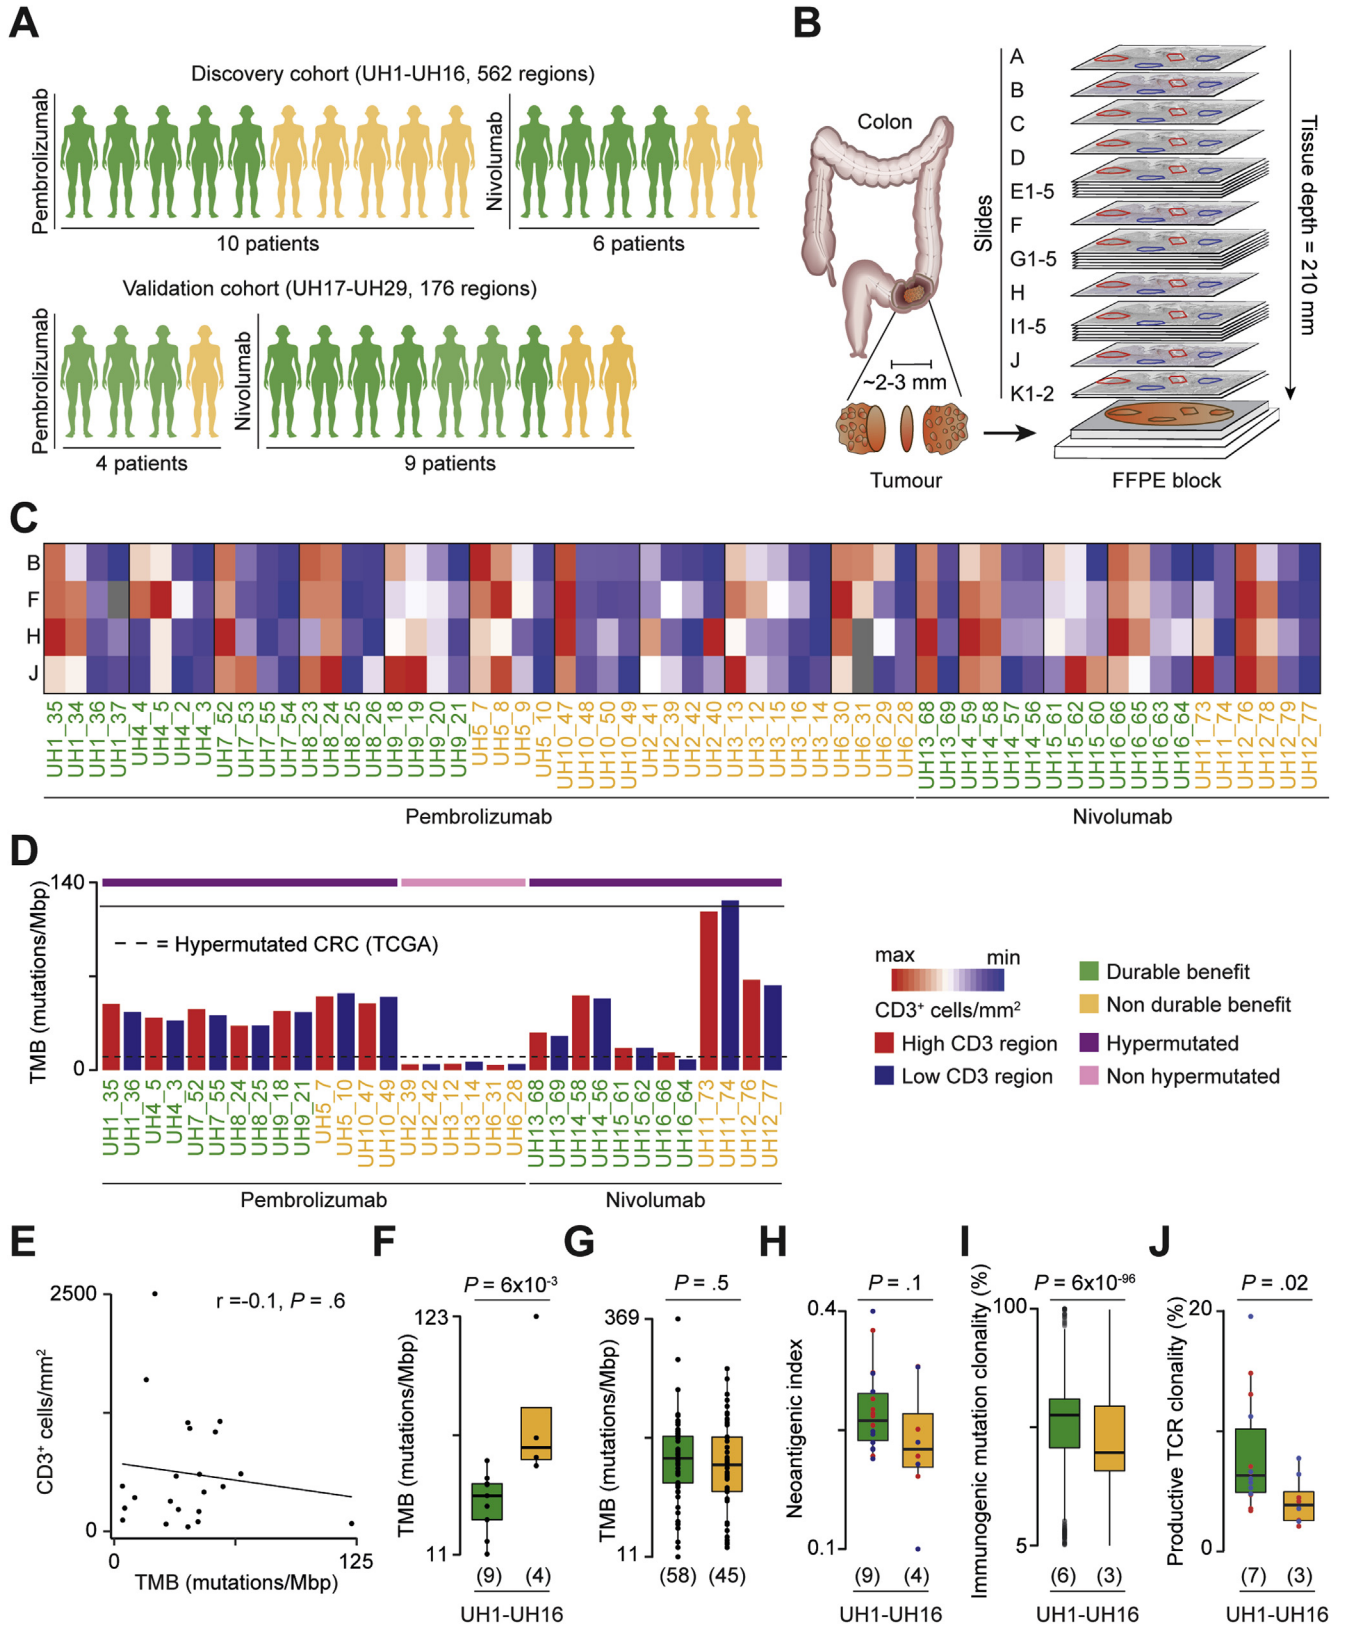 A
Discovery cohort (UH1-UH16, 562 regions)
Pembrolizumab
Nivolumab
10 patients
6 patients
Validation cohort (UH17-UH29, 176 regions)
Pembrolizumab
Nivolumab
4 patients
9 patients
B
Colon
~2-3 mm
Tumour
Slides
A
B
C
D
E1-5
F
G1-5
H
I1-5
J
K1-2
Tissue depth = 210 mm
FFPE block
C
B
F
H
J
UH1_35
UH1_34
UH1_36
UH1_37
UH4_4
UH4_5
UH4_2
UH4_3
UH7_52
UH7_53
UH7_55
UH7_54
UH8_23
UH8_24
UH8_25
UH8_26
UH9_18
UH9_19
UH9_20
UH9_21
UH5_7
UH5_8
UH5_9
UH5_10
UH10_47
UH10_48
UH10_50
UH10_49
UH2_41
UH2_39
UH2_42
UH2_40
UH3_13
UH3_12
UH3_15
UH3_16
UH3_14
UH6_30
UH6_31
UH6_29
UH6_28
UH13_68
UH13_69
UH14_59
UH14_58
UH14_57
UH14_56
UH15_61
UH15_62
UH15_60
UH16_66
UH16_65
UH16_63
UH16_64
UH11_73
UH11_74
UH12_76
UH12_78
UH12_79
UH12_77
Pembrolizumab
Nivolumab
D
TMB (mutations/Mbp)
140
0
= Hypermutated CRC (TCGA)
UH1_35
UH1_36
UH4_5
UH4_3
UH7_52
UH7_55
UH8_24
UH8_25
UH9_18
UH9_21
UH5_7
UH5_10
UH10_47
UH10_49
UH2_39
UH2_42
UH3_12
UH3_14
UH6_31
UH6_28
UH13_68
UH13_69
UH14_58
UH14_56
UH15_61
UH15_62
UH16_66
UH16_64
UH11_73
UH11_74
UH12_76
UH12_77
Pembrolizumab
Nivolumab
max
min
CD3+ cells/mm2
High CD3 region
Low CD3 region
Durable benefit
Non durable benefit
Hypermutated
Non hypermutated
E
CD3+ cells/mm2
2500
0
r =-0.1, P = .6
0
125
TMB (mutations/Mbp)
F
P = 6x10-3
TMB (mutations/Mbp)
123
11
(9)
(4)
UH1-UH16
G
P = .5
TMB (mutations/Mbp)
369
11
(58)
(45)
H
P = .1
Neoantigenic index
0.4
0.1
(9)
(4)
UH1-UH16
I
P = 6x10-96
Immunogenic mutation clonality (%)
100
5
(6)
(3)
UH1-UH16
J
P = .02
Productive TCR clonality (%)
20
0
(7)
(3)
UH1-UH16